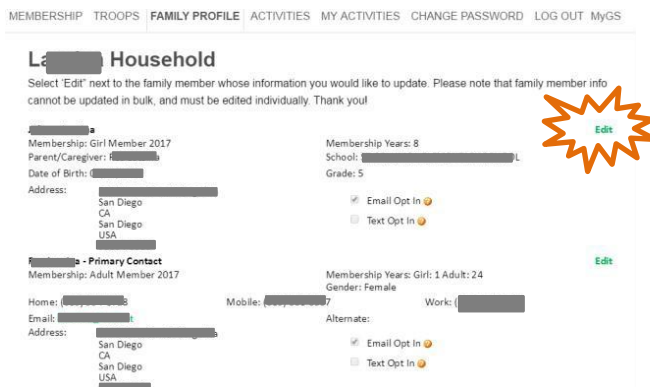 MEMBERSHIP TROOPS FAMILY PROFILE ACTIVITIES MY ACTIVITIES CHANGE PASSWORD LOG OUT MyGS
Household
Select 'Edit" next to the family member whose information you would like to update. Please note that family member info
cannot be updated in bulk, and must be edited individually. Thank you!
Edit
Membership: Girl Member 2017 Membership Years: 8
Parent/Caregiver: School:
Date of Birth: Grade: 5
Address:
San Diego Email Opt In
CA
San Diego Text Opt In
USA
- Primary Contact Edit
Membership: Adult Member 2017 Membership Years: Girl: 1 Adult: 24
Gender: Female
Home: ( Mobile: ( Work: (
Email: Alternate:
Address:
San Diego Email Opt In
CA
San Diego Text Opt In
USA